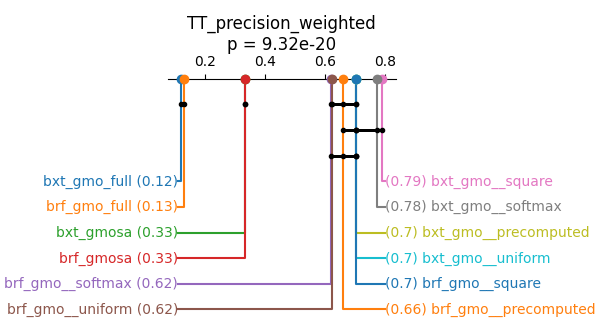 TT_precision_weighted
p = 9.32e-20
0.2 0.4 0.6 0.8
bxt_gmo_full (0.12)
brf_gmo_full (0.13)
bxt_gmosa (0.33)
brf_gmosa (0.33)
brf_gmo__softmax (0.62)
brf_gmo__uniform (0.62)
(0.79) bxt_gmo__square
(0.78) bxt_gmo__softmax
(0.7) bxt_gmo__precomputed
(0.7) bxt_gmo__uniform
(0.7) brf_gmo__square
(0.66) brf_gmo__precomputed